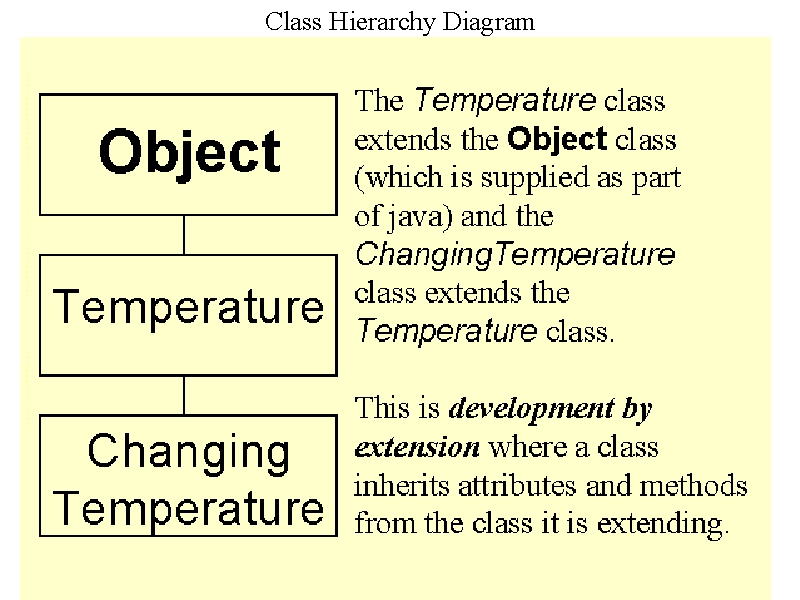 Class Hierarchy Diagram
Object
Temperature
Changing
Temperature
The Temperature class
extends the Object class
(which is supplied as part
of java) and the
ChangingTemperature
class extends the
Temperature class.
This is development by
extension where a class
inherits attributes and methods
from the class it is extending.